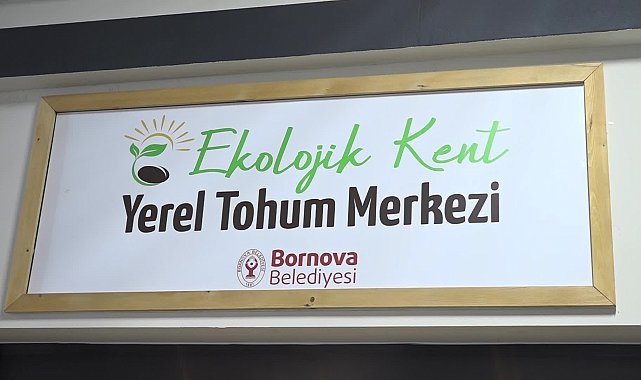 Ekolojik Kent
Yerel Tohum Merkezi
Bornova
Belediyesi